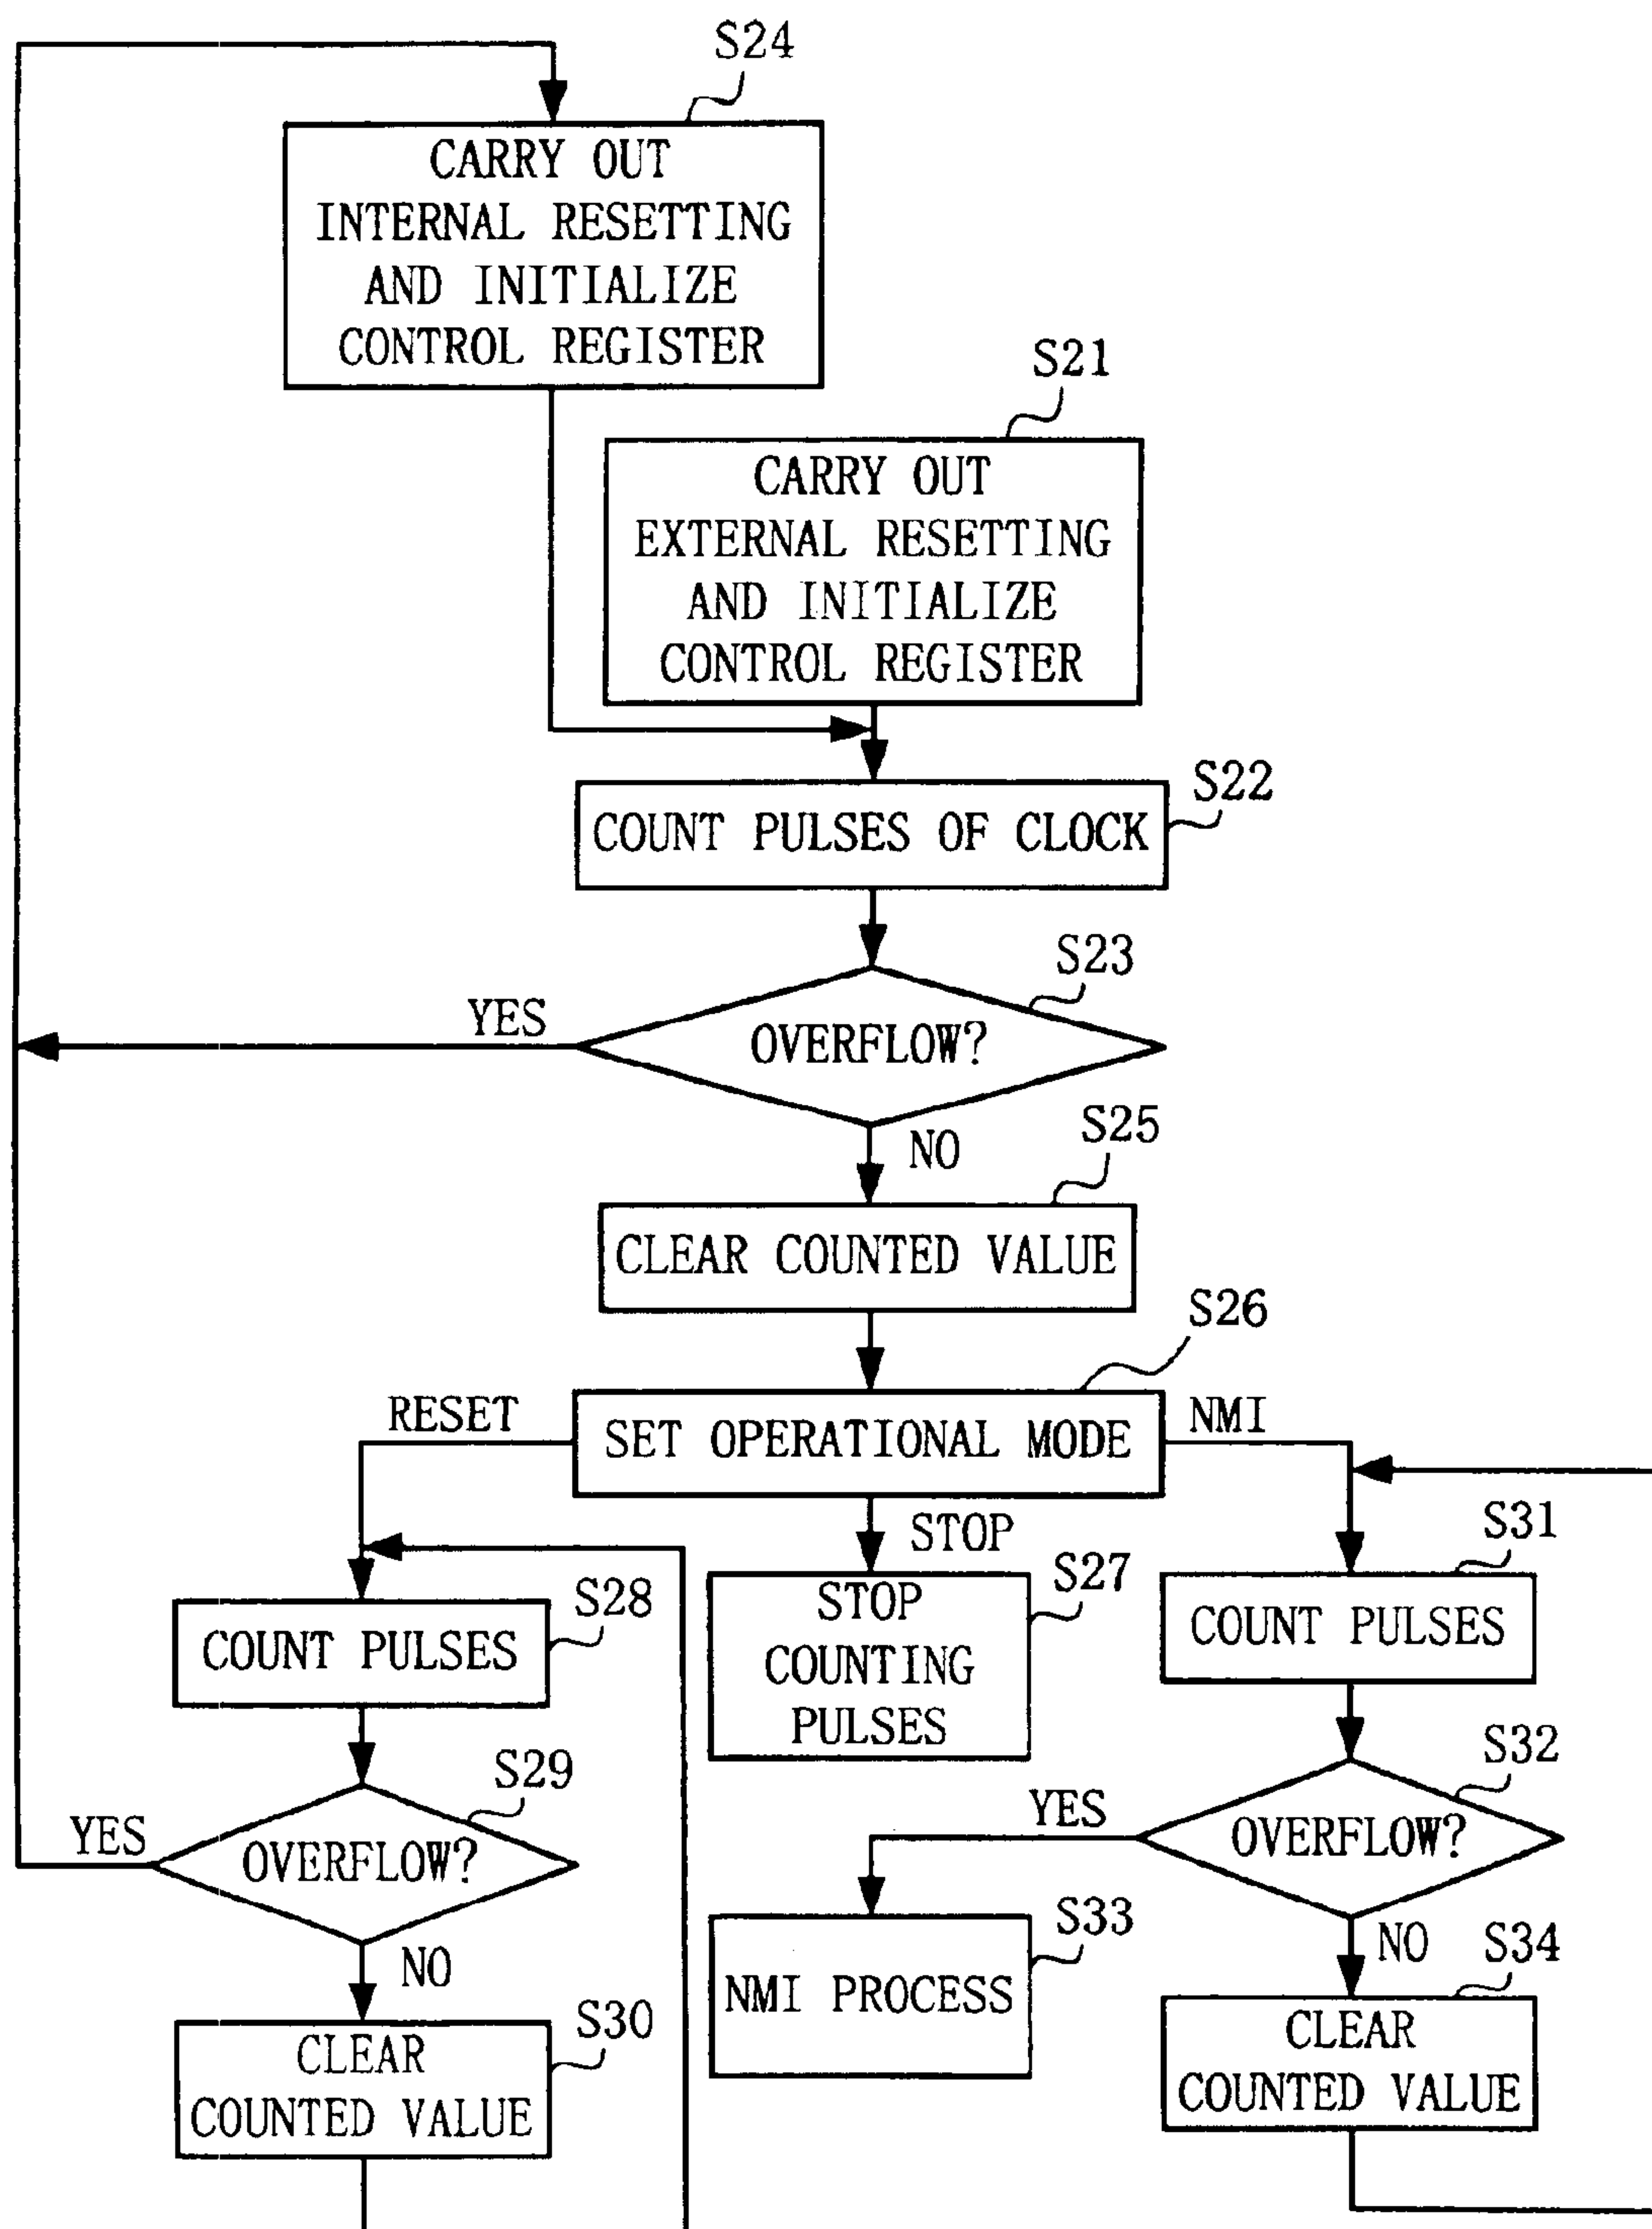 S24
CARRY OUT
INTERNAL RESETTING
AND INITIALIZE
CONTROL REGISTER
S21
CARRY OUT
EXTERNAL RESETTING
AND INITIALIZE
CONTROL REGISTER
S22
COUNT PULSES OF CLOCK
S23
YES
OVERFLOW?
NO
S25
CLEAR COUNTED VALUE
S26
RESET
SET OPERATIONAL MODE
NMI
STOP
S28
COUNT PULSES
S27
STOP
COUNTING
PULSES
S31
COUNT PULSES
S29
YES
OVERFLOW?
NO
S32
YES
OVERFLOW?
NO
S33
NMI PROCESS
S30
CLEAR
COUNTED VALUE
S34
CLEAR
COUNTED VALUE